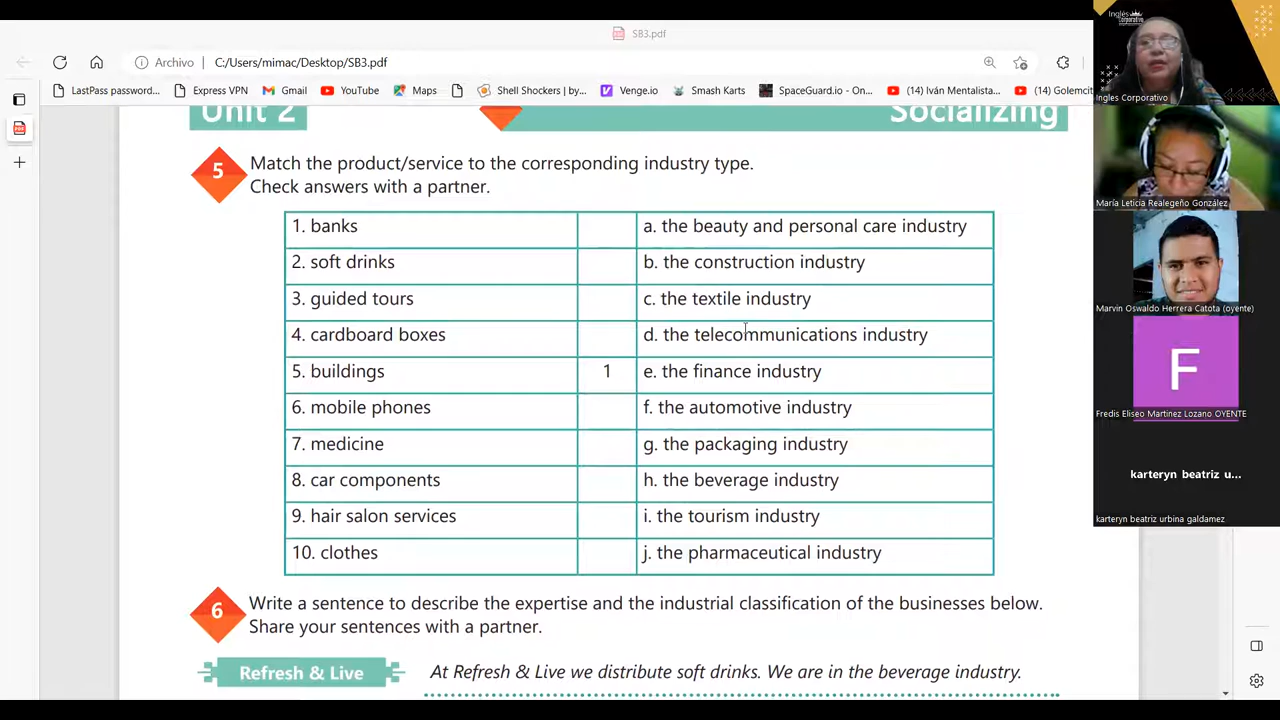 SB3.pdf
Archivo C:/Users/mimac/Desktop/SB3.pdf
LastPass password... Express VPN Gmail YouTube Maps Shell Shockers | by... Venge.io Smash Karts SpaceGuard.io - On... (14) Iván Mentalista... (14) Golemcit
Unit 2 Socializing
5 Match the product/service to the corresponding industry type.
Check answers with a partner.
1. banks a. the beauty and personal care industry
2. soft drinks b. the construction industry
3. guided tours c. the textile industry
4. cardboard boxes d. the telecommunications industry
5. buildings 1 e. the finance industry
6. mobile phones f. the automotive industry
7. medicine g. the packaging industry
8. car components h. the beverage industry
9. hair salon services i. the tourism industry
10. clothes j. the pharmaceutical industry
6 Write a sentence to describe the expertise and the industrial classification of the businesses below.
Share your sentences with a partner.
Refresh & Live At Refresh & Live we distribute soft drinks. We are in the beverage industry.
Inglés
Corporativo
Ingles Corporativo
María Leticia Realegeño González
Marvin Oswaldo Herrera Catota (oyente)
F
Fredis Eliseo Martinez Lozano OYENTE
karteryn beatriz u...
karteryn beatriz urbina galdamez